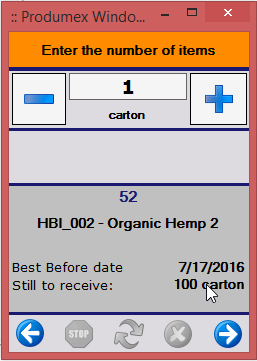 :: Produmex Windo...
Enter the number of items
1
carton
52
HBI_002 - Organic Hemp 2
Best Before date 7/17/2016
Still to receive: 100 carton
STOP